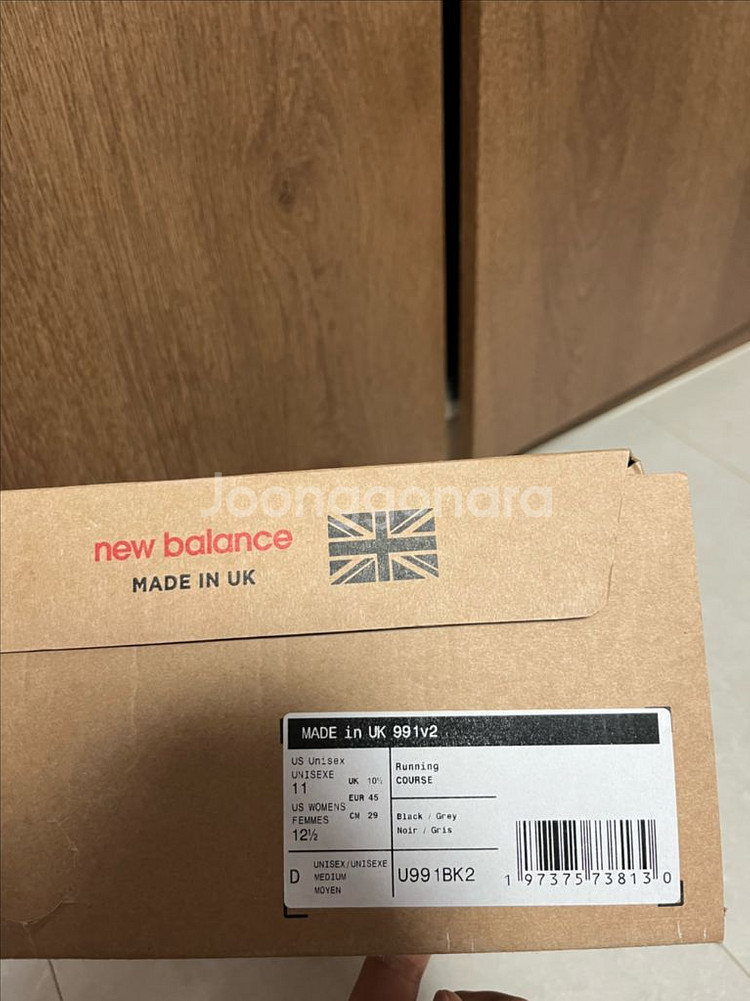 Joonggonara
new balance
MADE IN UK
MADE in UK 991v2
US Unisex
UNISEXE
11
UK 10½
EUR 45
CM 29
US WOMENS
FEMMES
12½
Running
COURSE
Black / Grey
Noir / Gris
D
UNISEX/UNISEXE
MEDIUM
MOYEN
U991BK2
1 97375 73813 0